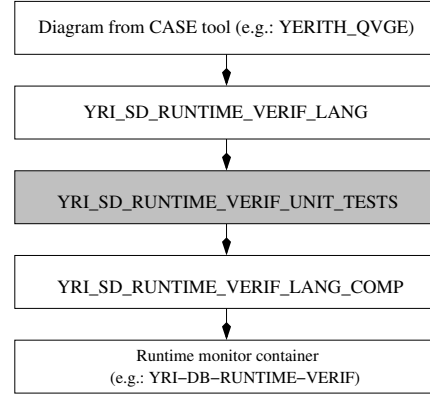 Diagram from CASE tool (e.g.: YERITH_QVGE)
YRI_SD_RUNTIME_VERIF_LANG
YRI_SD_RUNTIME_VERIF_UNIT_TESTS
YRI_SD_RUNTIME_VERIF_LANG_COMP
Runtime monitor container
(e.g.: YRI−DB−RUNTIME−VERIF)